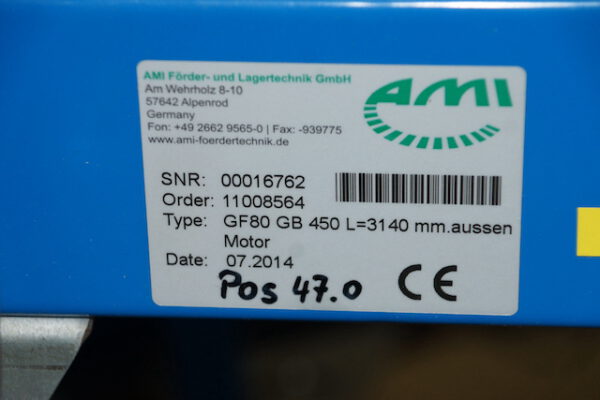 AMI Förder- und Lagertechnik GmbH
Am Wehrholz 8-10
57642 Alpenrod
Germany
Fon: +49 2662 9565-0 | Fax: -939775
www.ami-foerdertechnik.de
AMI
SNR: 00016762
Order: 11008564
Type: GF80 GB 450 L=3140 mm.aussen
Motor
Date: 07.2014
Pos 47.0
CE